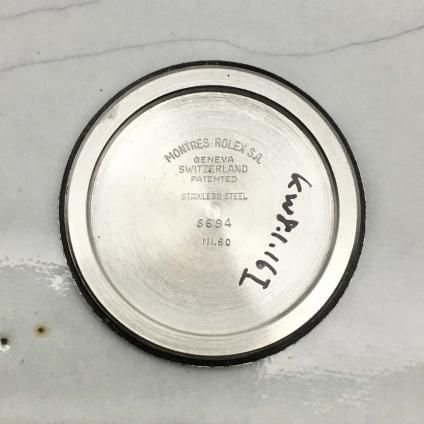 MONTRES ROLEX S.A.
GENEVA
SWITZERLAND
PATENTED
STAINLESS STEEL
6694
III.60